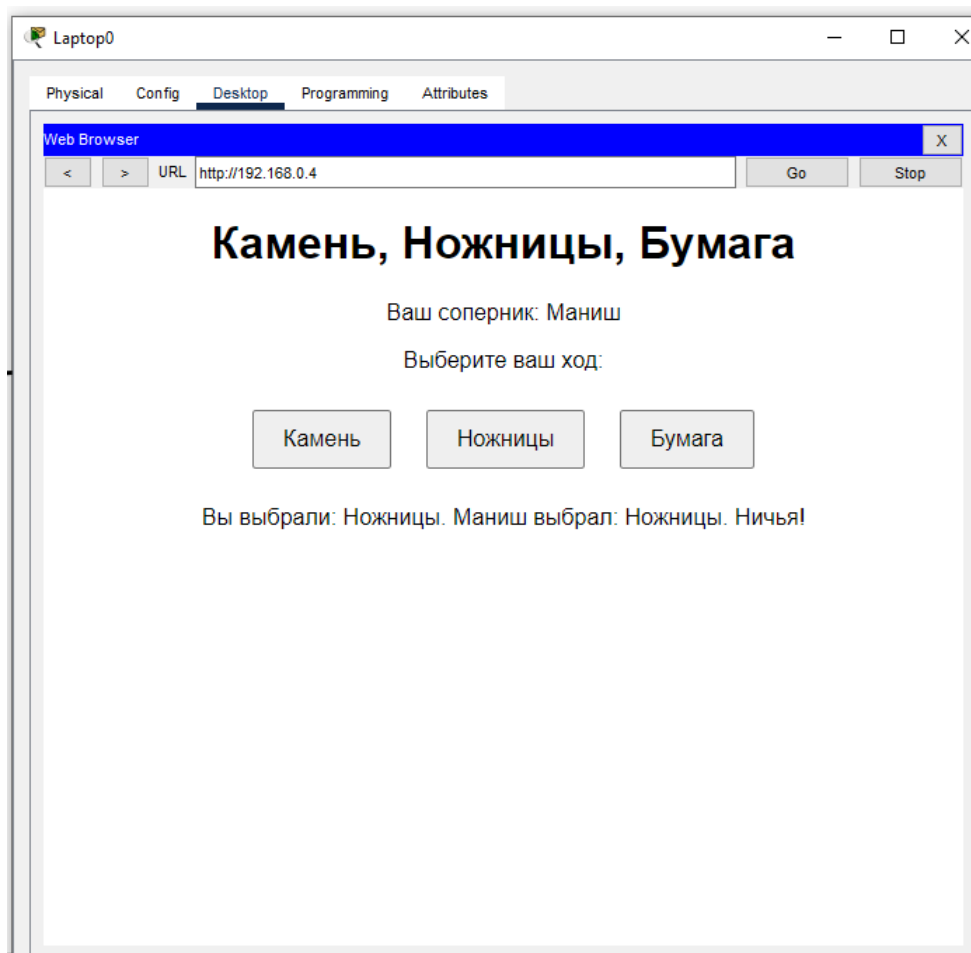 Laptop0
Physical Config Desktop Programming Attributes
Web Browser X
< > URL http://192.168.0.4 Go Stop
Камень, Ножницы, Бумага
Ваш соперник: Маниш
Выберите ваш ход:
Камень Ножницы Бумага
Вы выбрали: Ножницы. Маниш выбрал: Ножницы. Ничья!